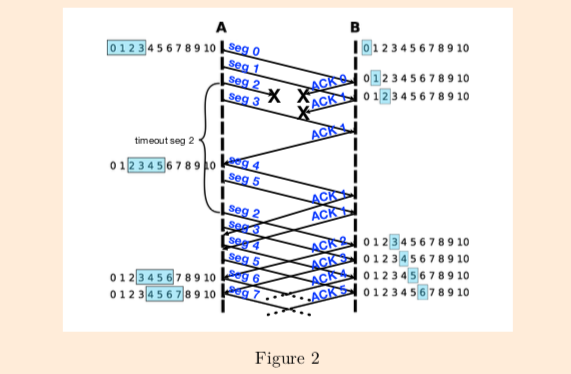 A B
0 1 2 3 4 5 6 7 8 9 10 seg 0 0 1 2 3 4 5 6 7 8 9 10
seg 1
seg 2 ACK 0 0 1 2 3 4 5 6 7 8 9 10
X X
seg 3 ACK 1 0 1 2 3 4 5 6 7 8 9 10
X
ACK 1
timeout seg 2
0 1 2 3 4 5 6 7 8 9 10 seg 4
seg 5
ACK 1
seg 2 ACK 1
seg 3
seg 4 ACK 2 0 1 2 3 4 5 6 7 8 9 10
seg 5 ACK 3 0 1 2 3 4 5 6 7 8 9 10
0 1 2 3 4 5 6 7 8 9 10 seg 6 ACK 4 0 1 2 3 4 5 6 7 8 9 10
0 1 2 3 4 5 6 7 8 9 10 seg 7 ACK 5 0 1 2 3 4 5 6 7 8 9 10
Figure 2